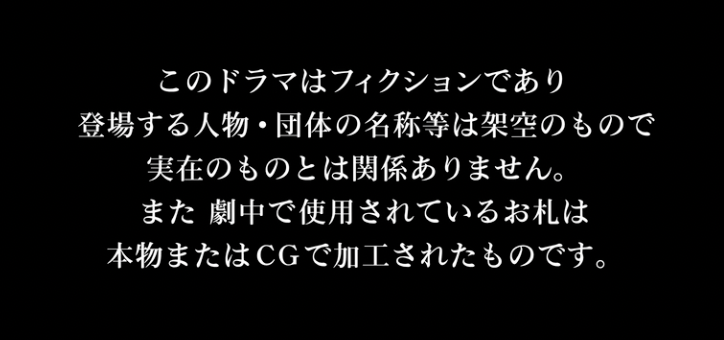 このドラマはフィクションであり
登場する人物・団体の名称等は架空のもので
実在のものとは関係ありません。
また 劇中で使用されているお札は
本物またはCGで加工されたものです。